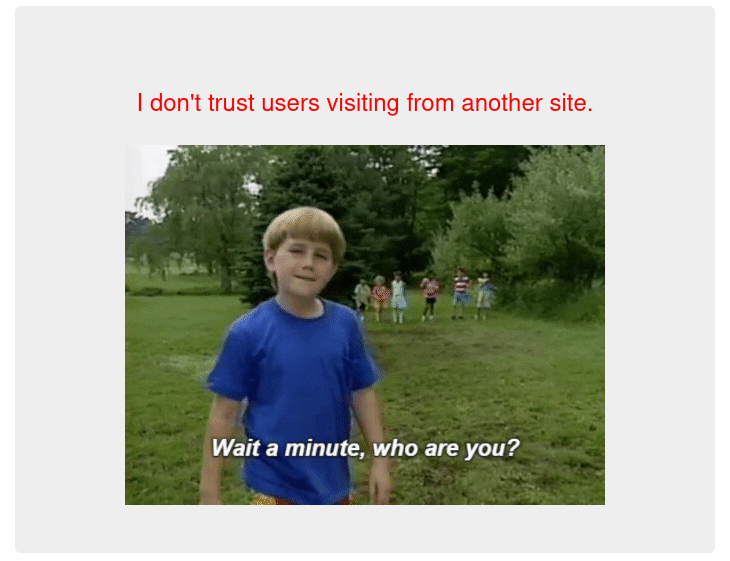 I don't trust users visiting from another site.
Wait a minute, who are you?